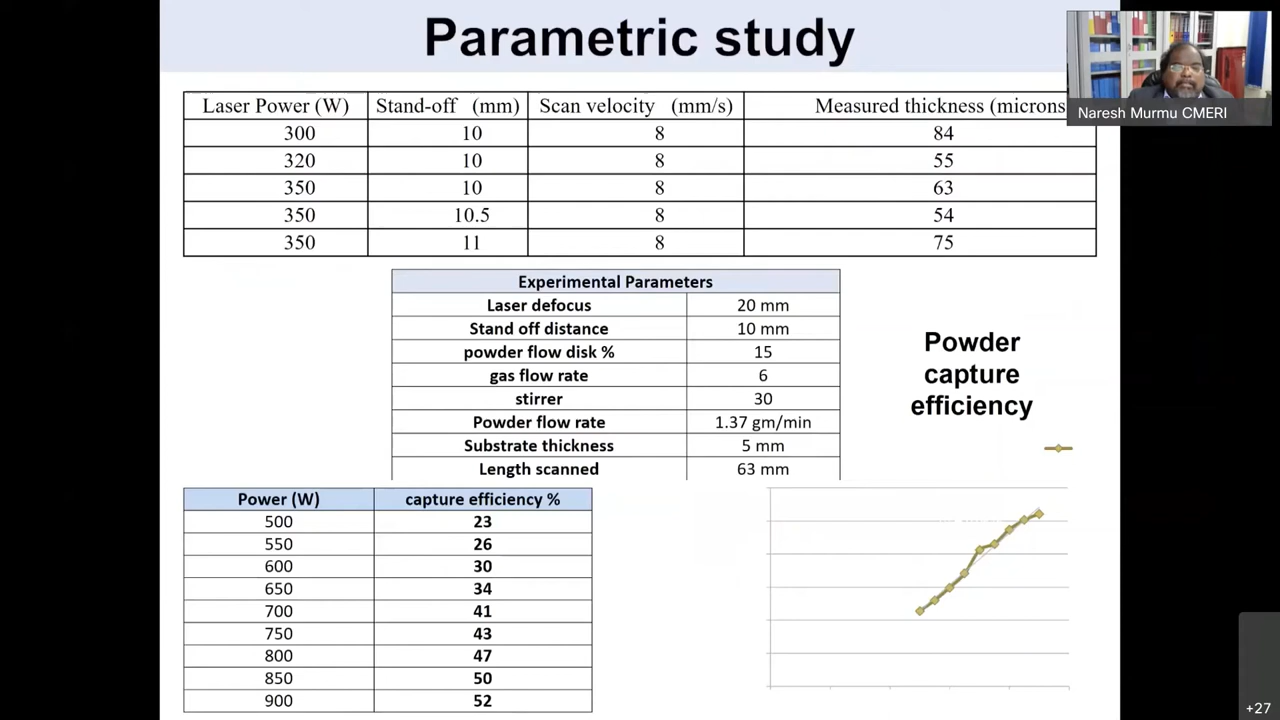 Parametric study
Naresh Murmu CMERI
Laser Power (W) Stand-off (mm) Scan velocity (mm/s) Measured thickness (microns
300 10 8 84
320 10 8 55
350 10 8 63
350 10.5 8 54
350 11 8 75
Experimental Parameters
Laser defocus 20 mm
Stand off distance 10 mm
powder flow disk % 15
gas flow rate 6
stirrer 30
Powder flow rate 1.37 gm/min
Substrate thickness 5 mm
Length scanned 63 mm
Powder
capture
efficiency
Power (W) capture efficiency %
500 23
550 26
600 30
650 34
700 41
750 43
800 47
850 50
900 52
+27